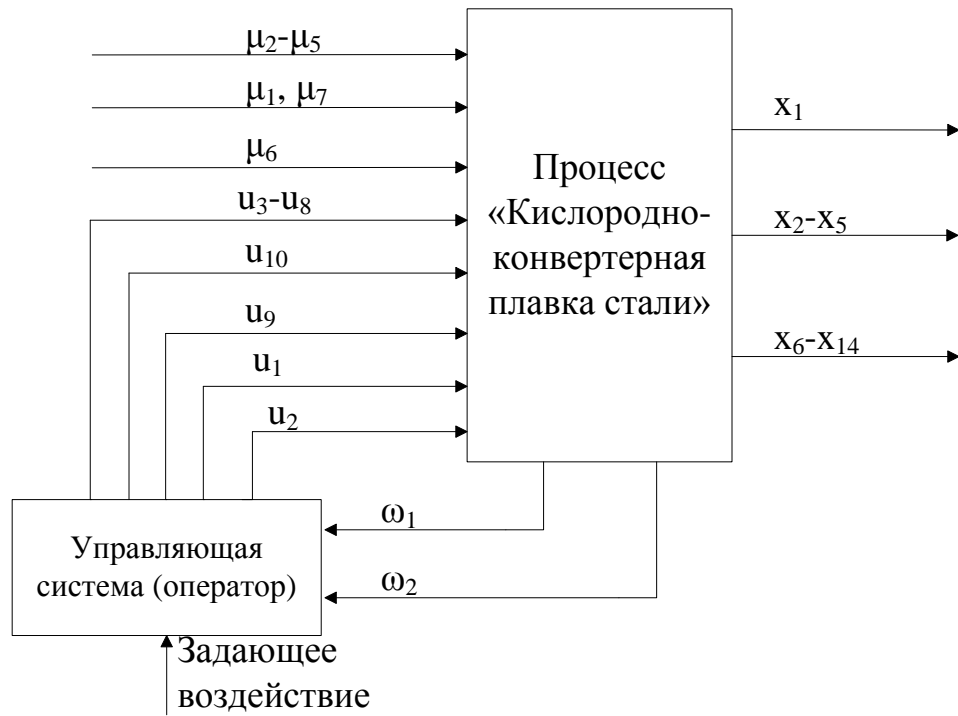 μ₂-μ₅
μ₁, μ₇
μ₆
u₃-u₈
u₁₀
u₉
u₁
u₂
Процесс
«Кислородно-
конвертерная
плавка стали»
x₁
x₂-x₅
x₆-x₁₄
ω₁
ω₂
Управляющая
система (оператор)
Задающее
воздействие